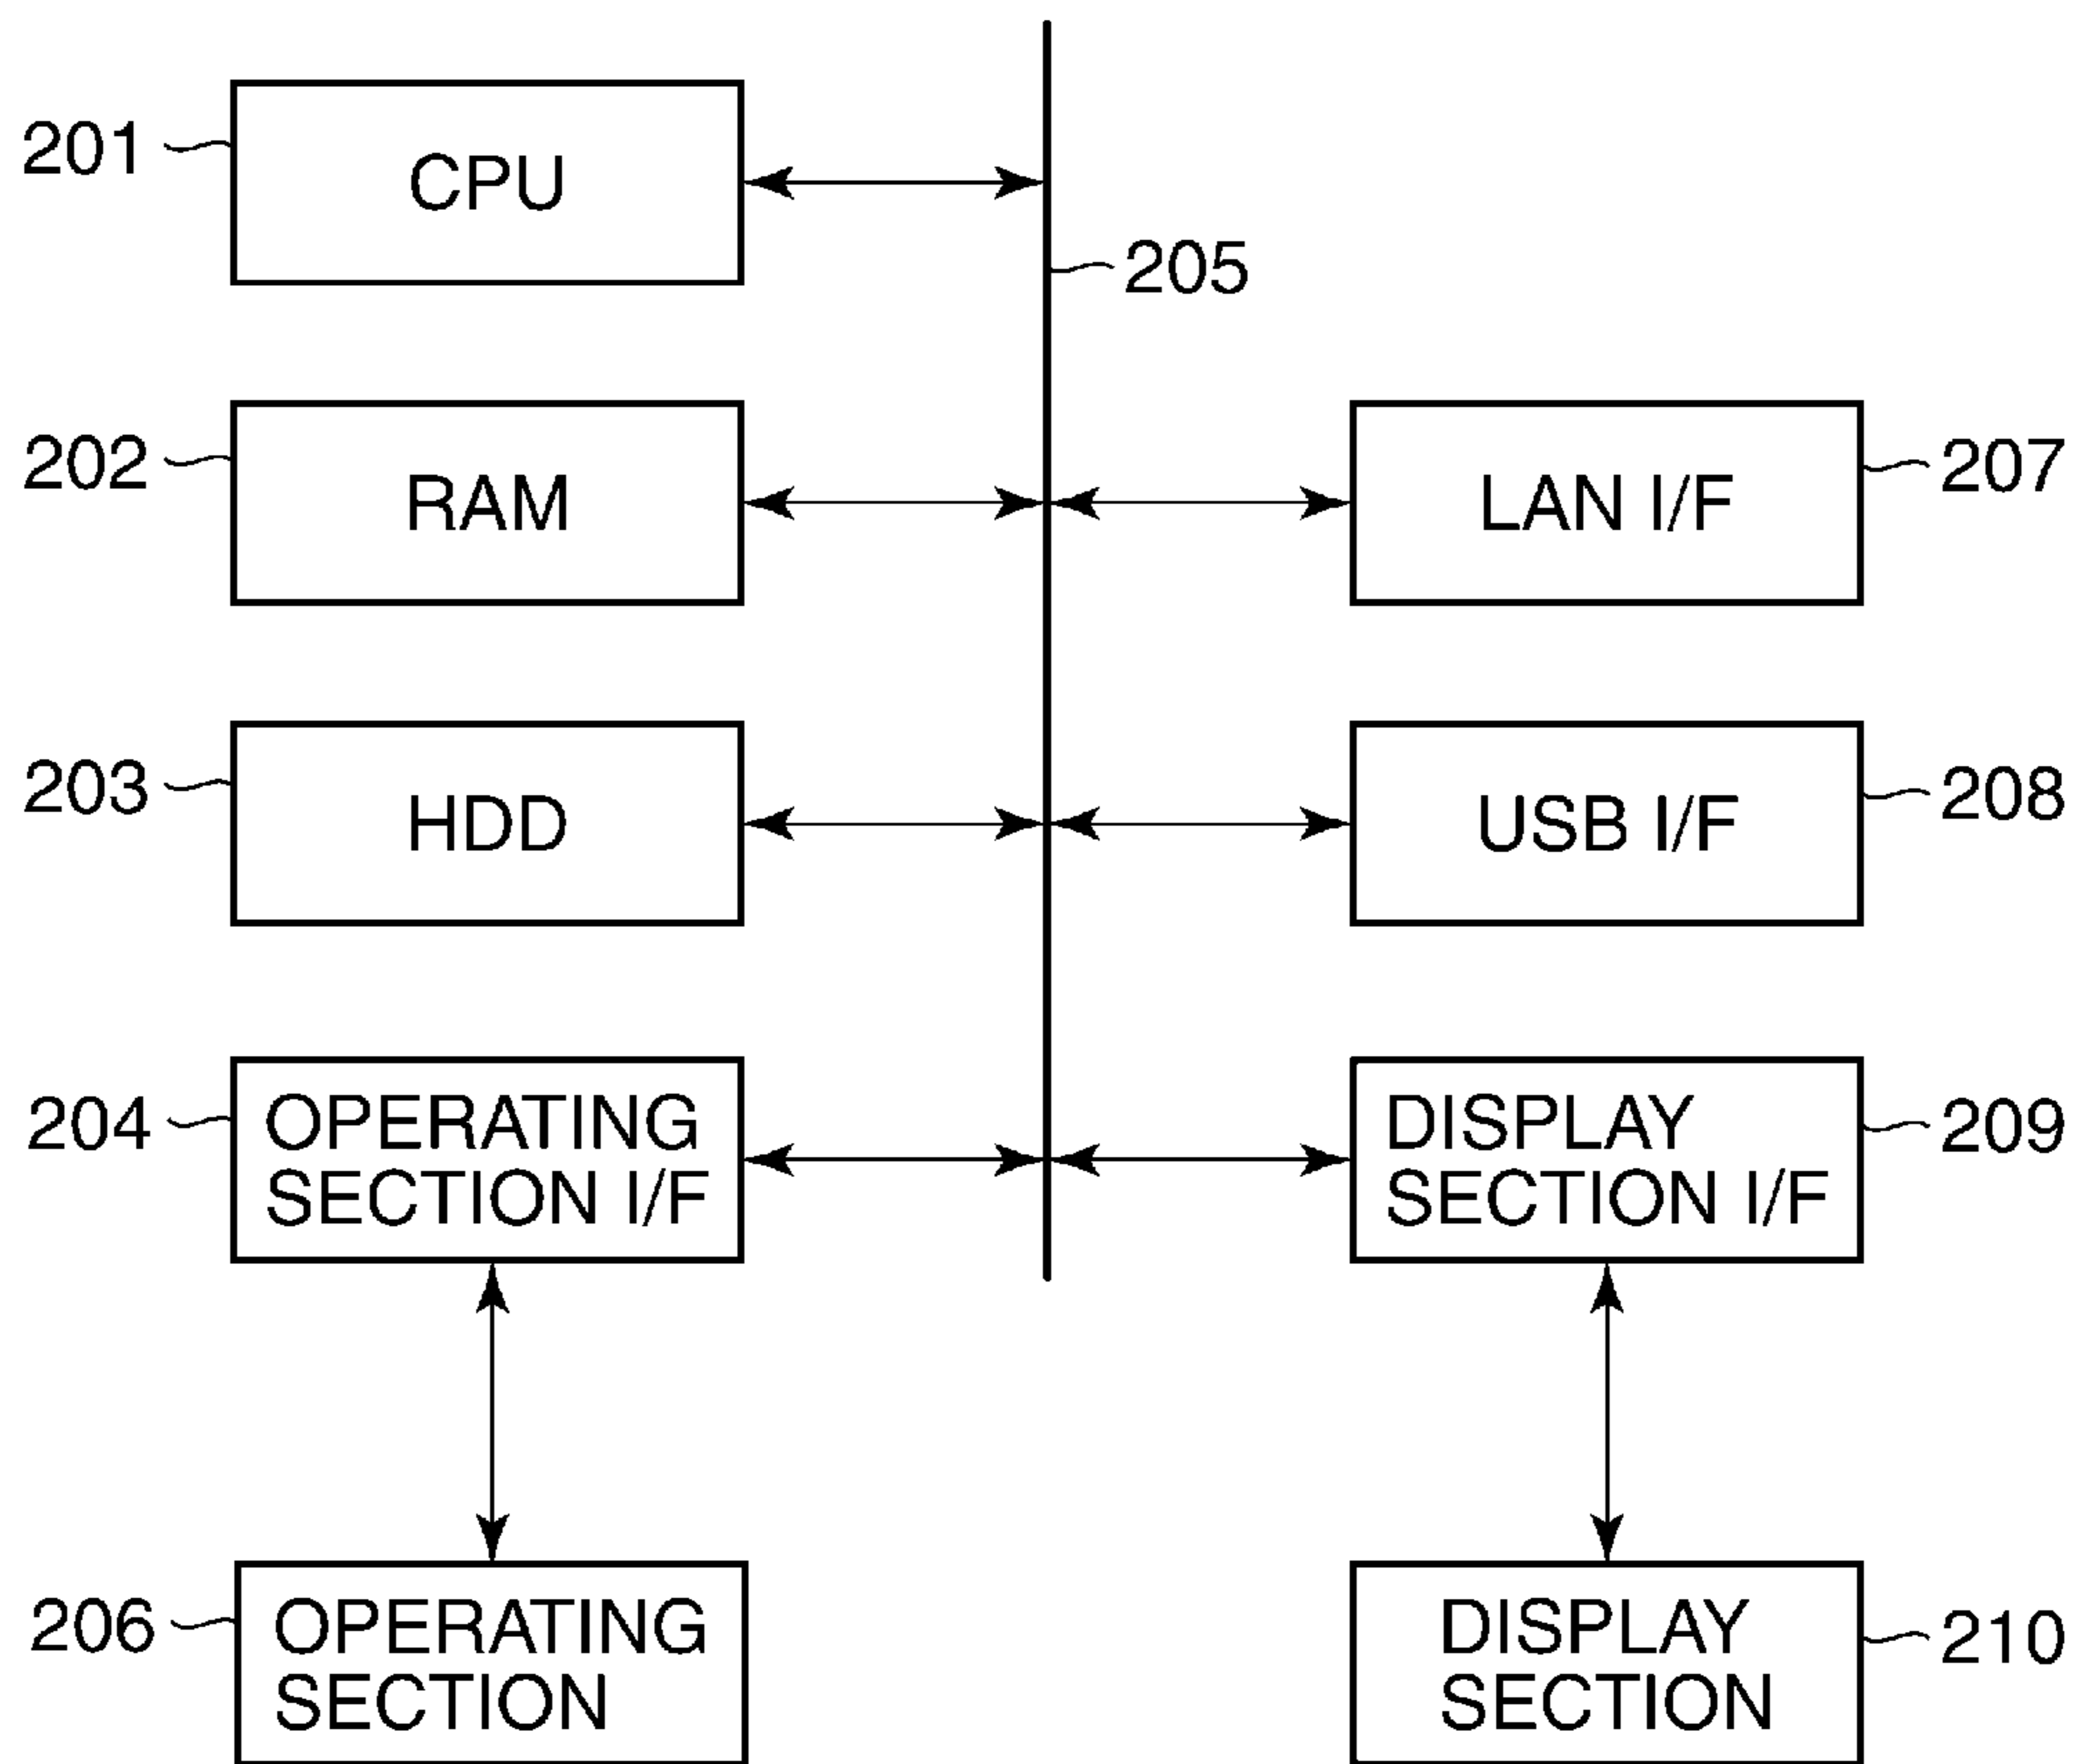 201
CPU
205
202
RAM
LAN I/F
207
203
HDD
USB I/F
208
204
OPERATING
SECTION I/F
DISPLAY
SECTION I/F
209
206
OPERATING
SECTION
DISPLAY
SECTION
210